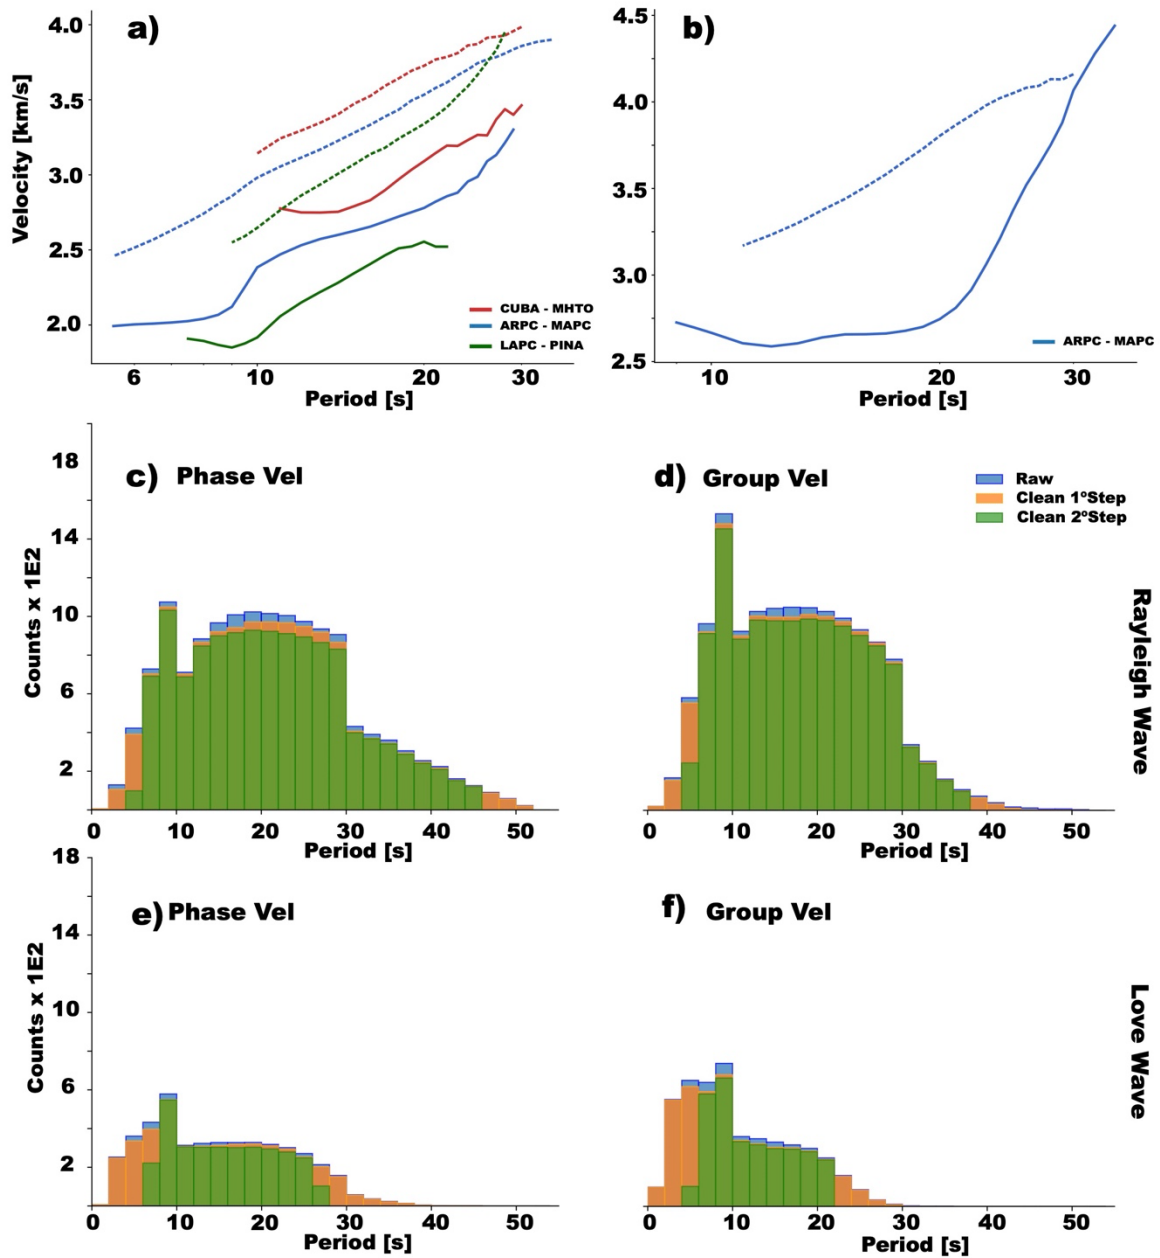 a)
4.0
3.5
3.0
2.5
2.0
Velocity [km/s]
CUBA - MHTO
ARPC - MAPC
LAPC - PINA
6 10 20 30
Period [s]
b)
4.5
4.0
3.5
3.0
2.5
ARPC - MAPC
10 20 30
Period [s]
c) Phase Vel
18
14
10
6
2
Counts x 1E2
0 10 20 30 40 50
Period [s]
d) Group Vel
Raw
Clean 1ºStep
Clean 2ºStep
0 10 20 30 40 50
Period [s]
Rayleigh Wave
e) Phase Vel
18
14
10
6
2
Counts x 1E2
0 10 20 30 40 50
Period [s]
f) Group Vel
0 10 20 30 40 50
Period [s]
Love Wave